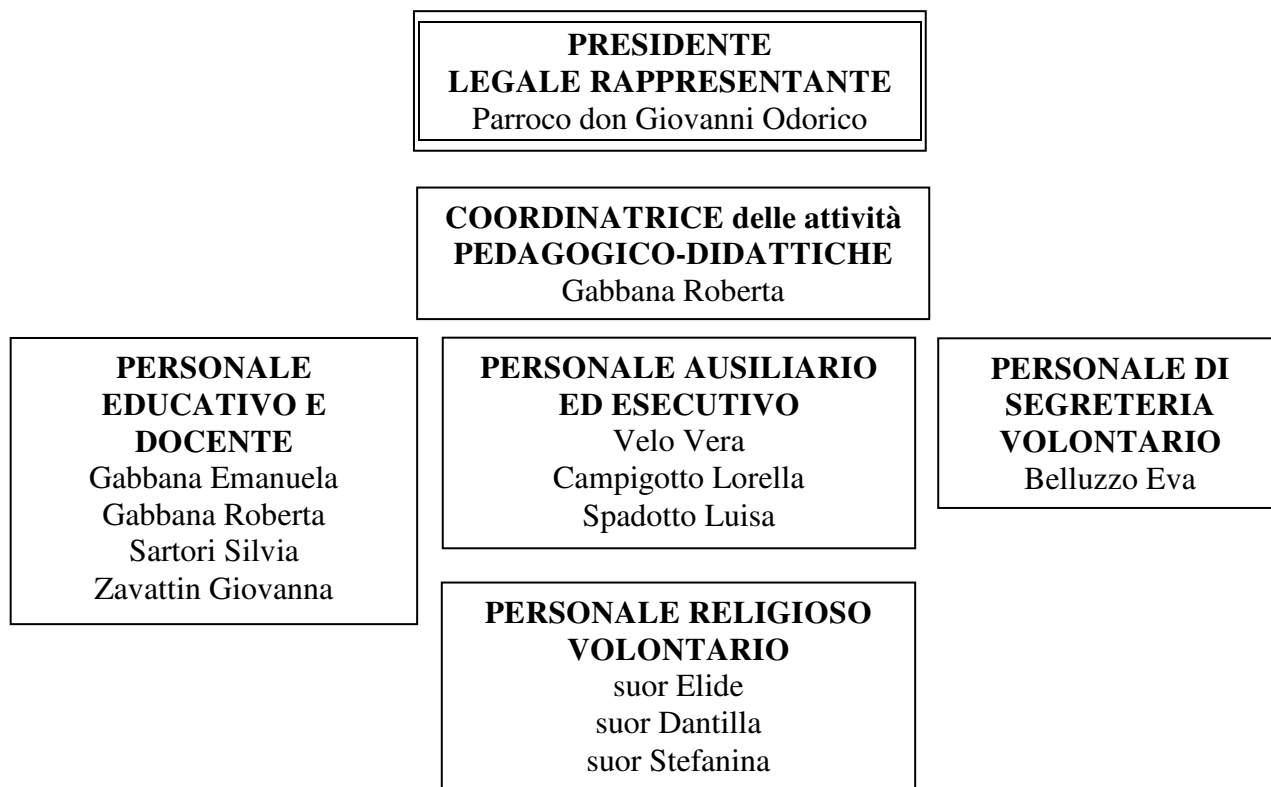 PRESIDENTE
LEGALE RAPPRESENTANTE
Parroco don Giovanni Odorico
COORDINATRICE delle attività
PEDAGOGICO-DIDATTICHE
Gabbana Roberta
PERSONALE
EDUCATIVO E
DOCENTE
Gabbana Emanuela
Gabbana Roberta
Sartori Silvia
Zavattin Giovanna
PERSONALE AUSILIARIO
ED ESECUTIVO
Velo Vera
Campigotto Lorella
Spadotto Luisa
PERSONALE DI
SEGRETERIA
VOLONTARIO
Belluzzo Eva
PERSONALE RELIGIOSO
VOLONTARIO
suor Elide
suor Dantilla
suor Stefanina